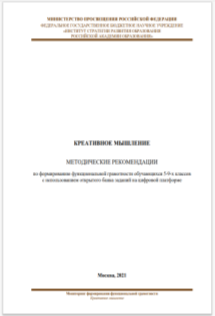 МИНИСТЕРСТВО ПРОСВЕЩЕНИЯ РОССИЙСКОЙ ФЕДЕРАЦИИ
ФЕДЕРАЛЬНОЕ ГОСУДАРСТВЕННОЕ БЮДЖЕТНОЕ НАУЧНОЕ УЧРЕЖДЕНИЕ
«ИНСТИТУТ СТРАТЕГИИ РАЗВИТИЯ ОБРАЗОВАНИЯ
РОССИЙСКОЙ АКАДЕМИИ ОБРАЗОВАНИЯ»
КРЕАТИВНОЕ МЫШЛЕНИЕ
МЕТОДИЧЕСКИЕ РЕКОМЕНДАЦИИ
по формированию функциональной грамотности обучающихся 5-9-х классов
с использованием открытого банка заданий на цифровой платформе
Москва, 2021
Мониторинг формирования функциональной грамотности
Креативное мышление